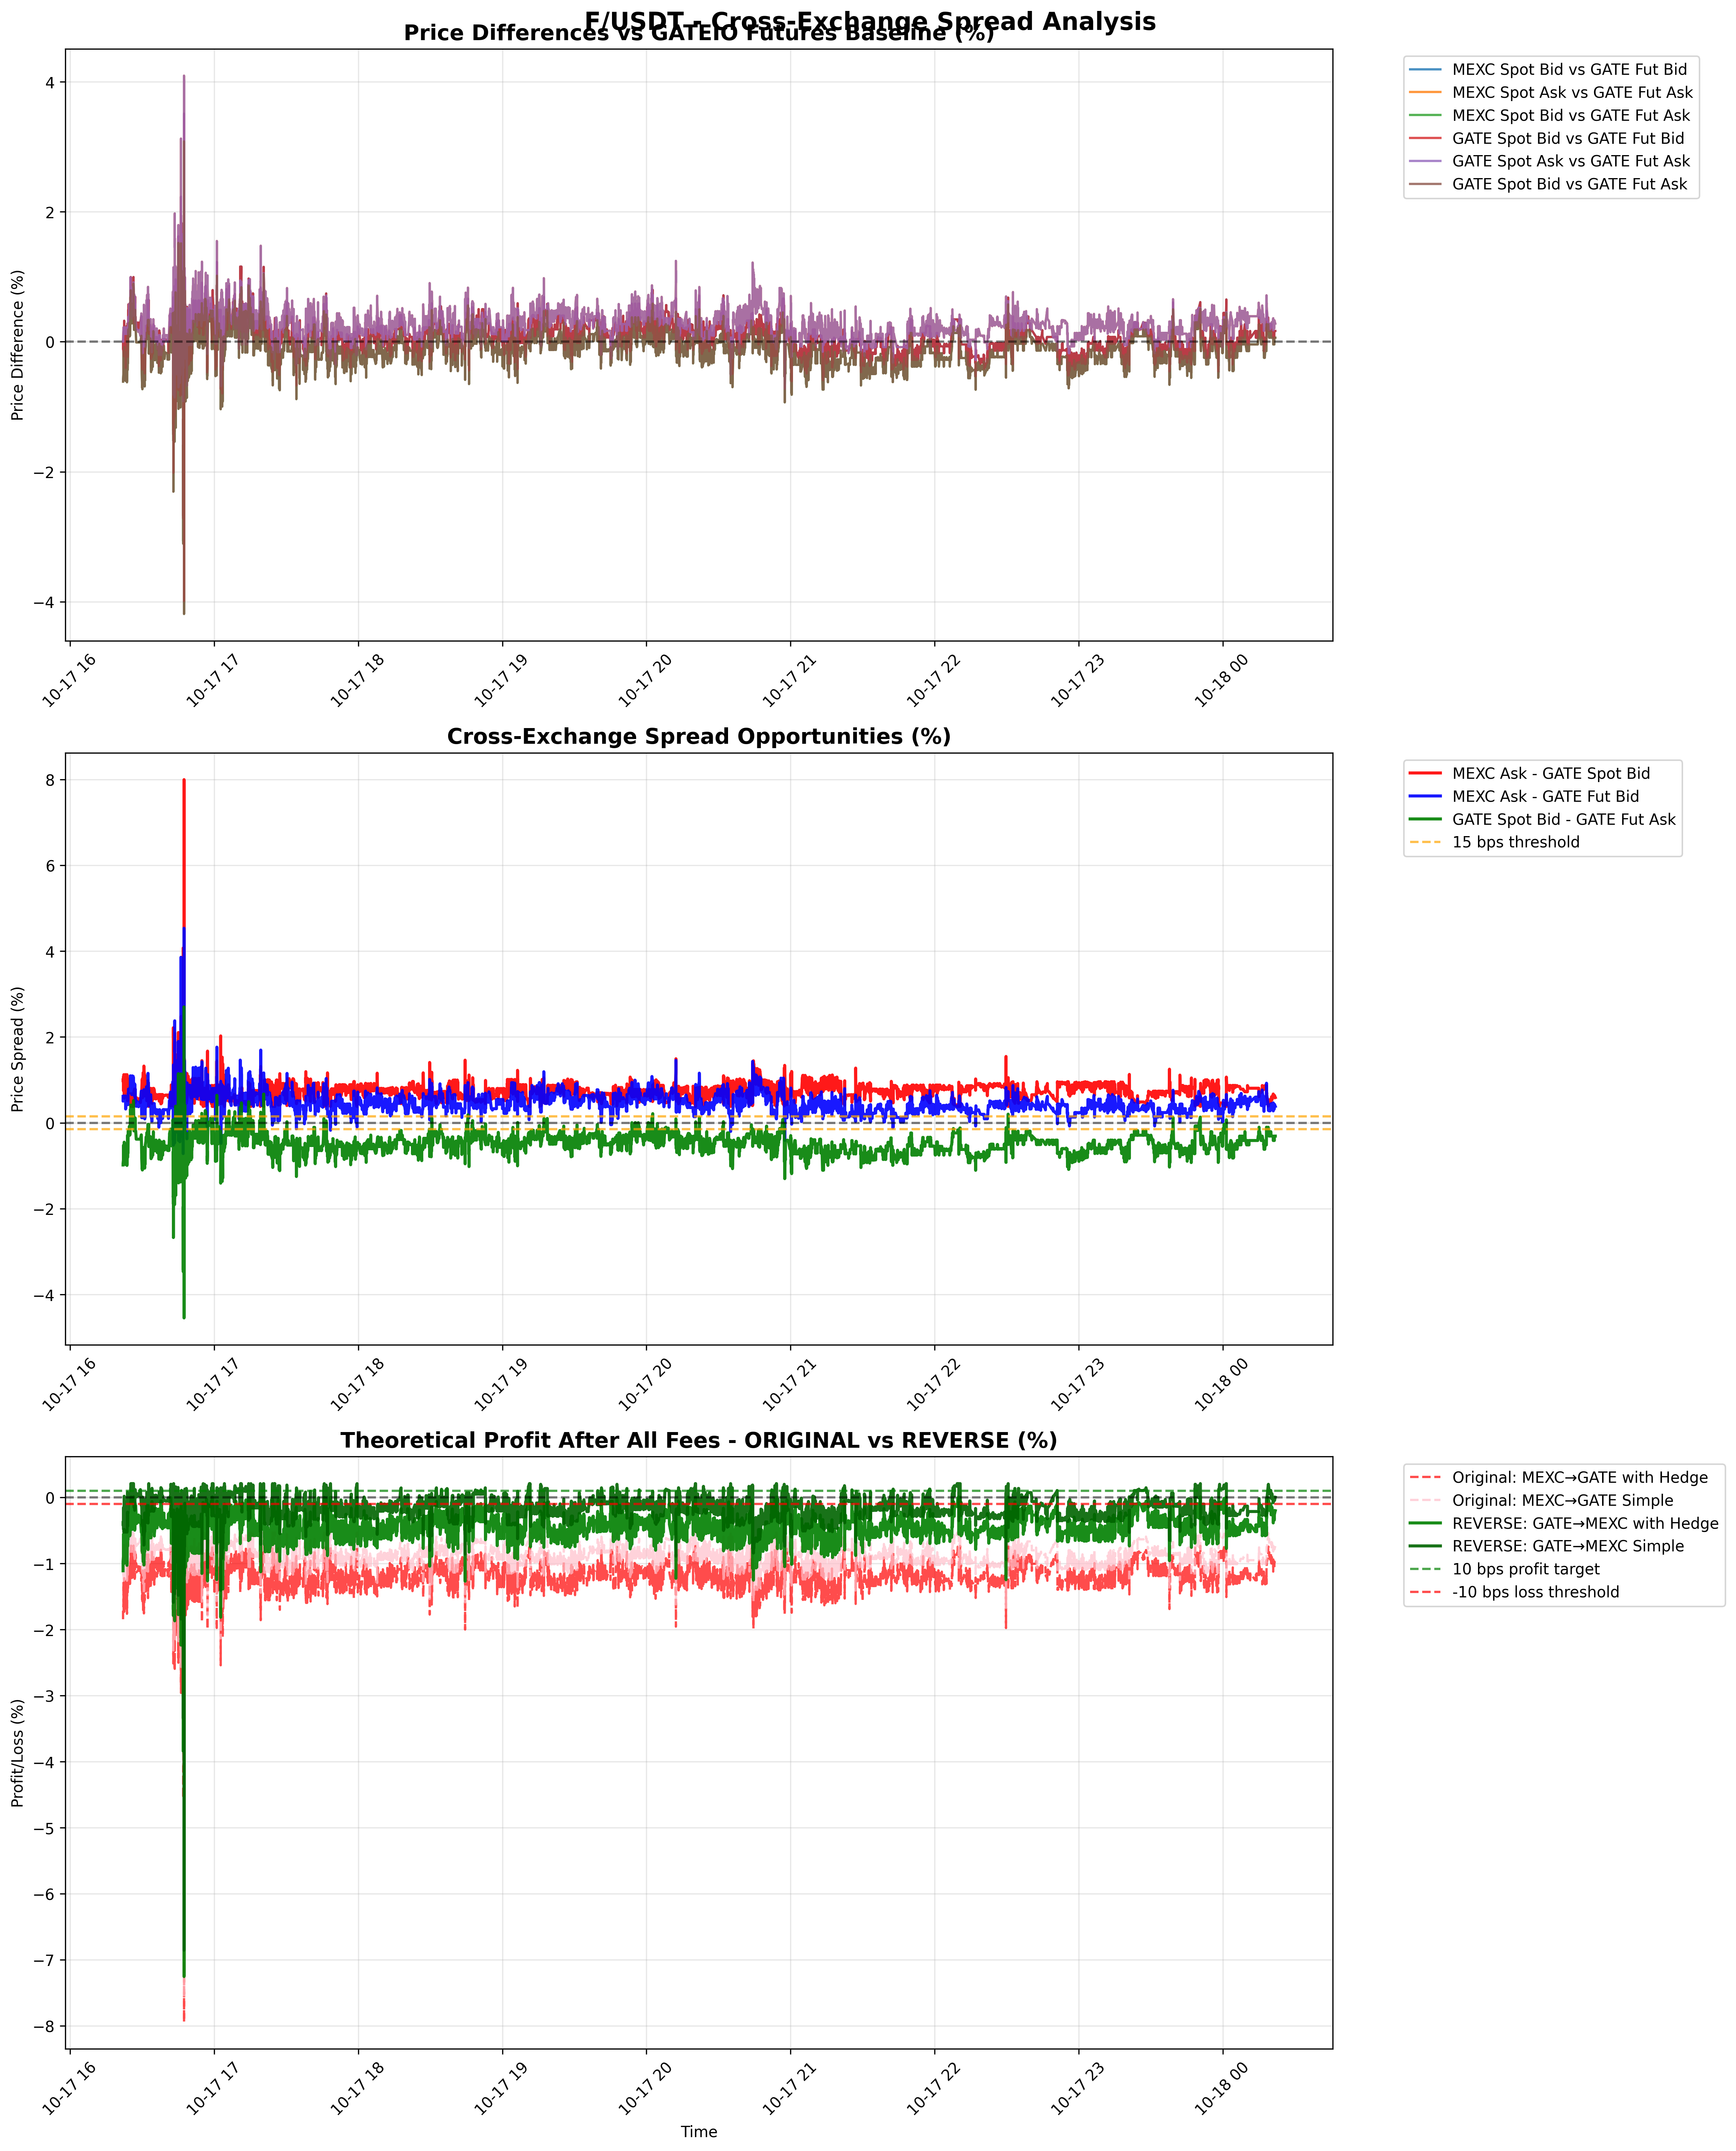 F/USDT - Cross-Exchange Spread Analysis
Price Differences vs GATEIO Futures Baseline (%)
Price Difference (%)
4
2
0
−2
−4
10-17 16
10-17 17
10-17 18
10-17 19
10-17 20
10-17 21
10-17 22
10-17 23
10-18 00
MEXC Spot Bid vs GATE Fut Bid
MEXC Spot Ask vs GATE Fut Ask
MEXC Spot Bid vs GATE Fut Ask
GATE Spot Bid vs GATE Fut Bid
GATE Spot Ask vs GATE Fut Ask
GATE Spot Bid vs GATE Fut Ask
Cross-Exchange Spread Opportunities (%)
Price Spread (%)
8
6
4
2
0
−2
−4
10-17 16
10-17 17
10-17 18
10-17 19
10-17 20
10-17 21
10-17 22
10-17 23
10-18 00
MEXC Ask - GATE Spot Bid
MEXC Ask - GATE Fut Bid
GATE Spot Bid - GATE Fut Ask
15 bps threshold
Theoretical Profit After All Fees - ORIGINAL vs REVERSE (%)
Profit/Loss (%)
0
−1
−2
−3
−4
−5
−6
−7
−8
10-17 16
10-17 17
10-17 18
10-17 19
10-17 20
10-17 21
10-17 22
10-17 23
10-18 00
Time
Original: MEXC→GATE with Hedge
Original: MEXC→GATE Simple
REVERSE: GATE→MEXC with Hedge
REVERSE: GATE→MEXC Simple
10 bps profit target
-10 bps loss threshold